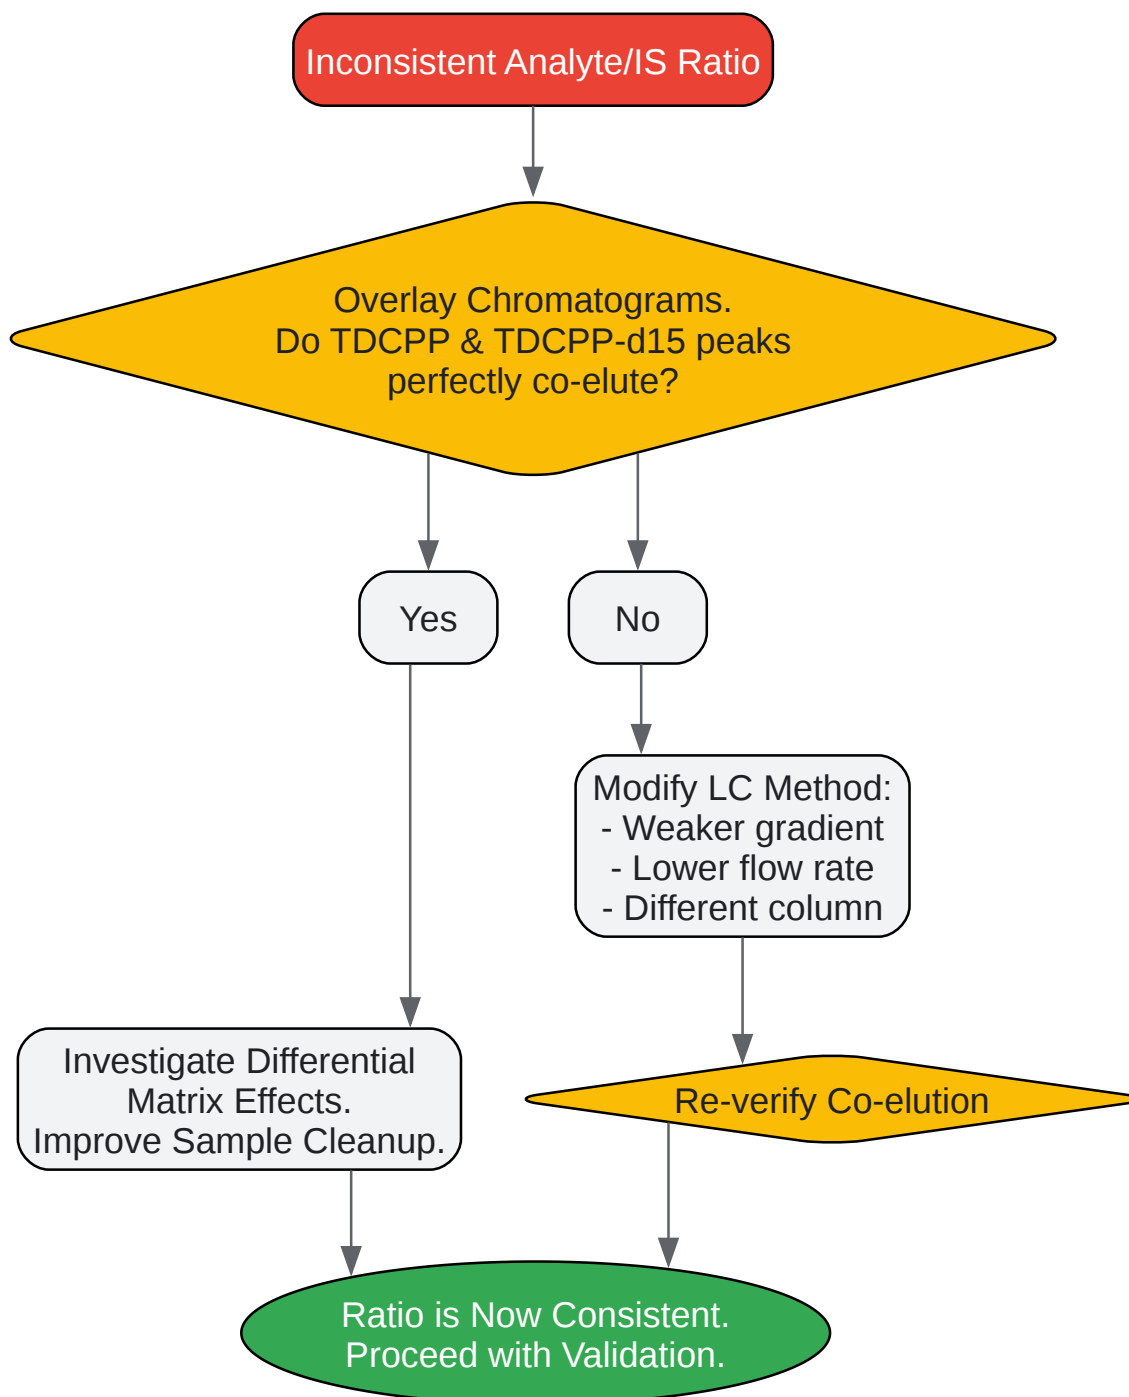 Inconsistent Analyte/IS Ratio
Overlay Chromatograms.
Do TDCPP & TDCPP-d15 peaks
perfectly co-elute?
Yes
No
Modify LC Method:
- Weaker gradient
- Lower flow rate
- Different column
Investigate Differential
Matrix Effects.
Improve Sample Cleanup.
Re-verify Co-elution
Ratio is Now Consistent.
Proceed with Validation.